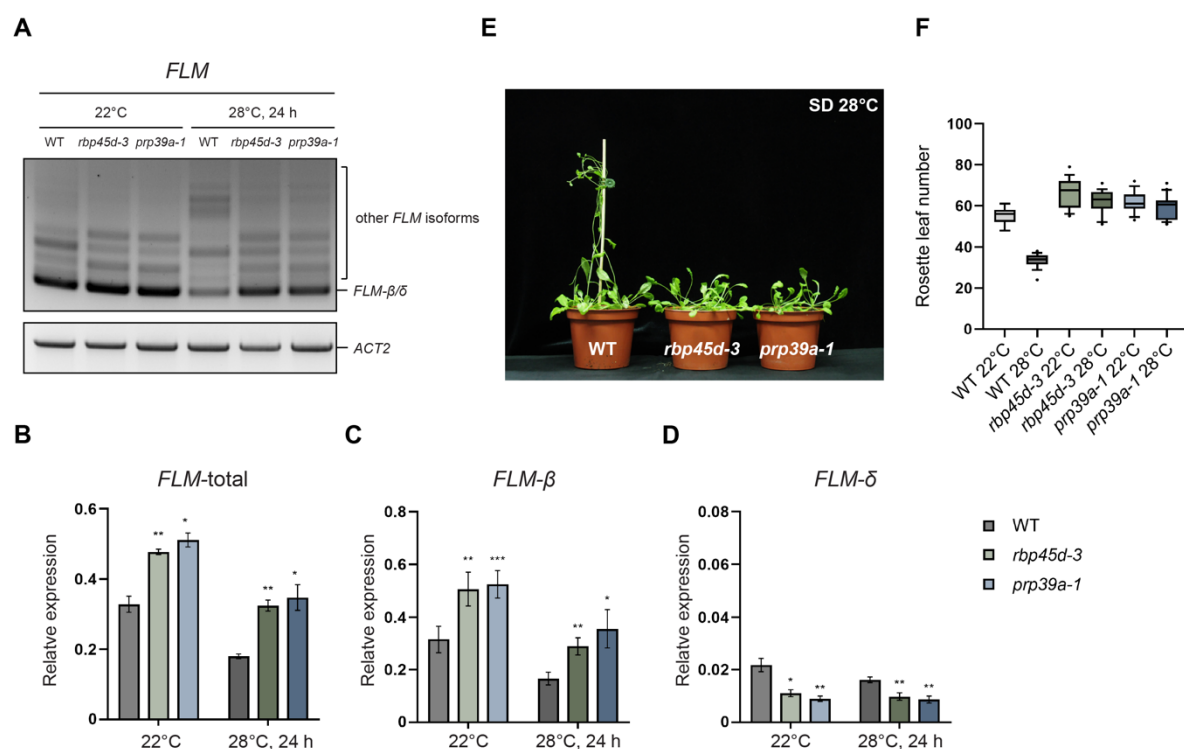 A
FLM
22°C 28°C, 24 h
WT rbp45d-3 prp39a-1 WT rbp45d-3 prp39a-1
other FLM isoforms
FLM-β/δ
ACT2
E
SD 28°C
WT rbp45d-3 prp39a-1
F
Rosette leaf number
100
80
60
40
20
0
WT 22°C
WT 28°C
rbp45d-3 22°C
rbp45d-3 28°C
prp39a-1 22°C
prp39a-1 28°C
B
FLM-total
Relatve expression
0.6
0.4
0.2
0
** *
** *
22°C 28°C, 24 h
C
FLM-β
Relatve expression
0.8
0.6
0.4
0.2
0
** ***
** *
22°C 28°C, 24 h
D
FLM-δ
Relatve expression
0.08
0.06
0.04
0.02
0
* **
** **
22°C 28°C, 24 h
WT
rbp45d-3
prp39a-1